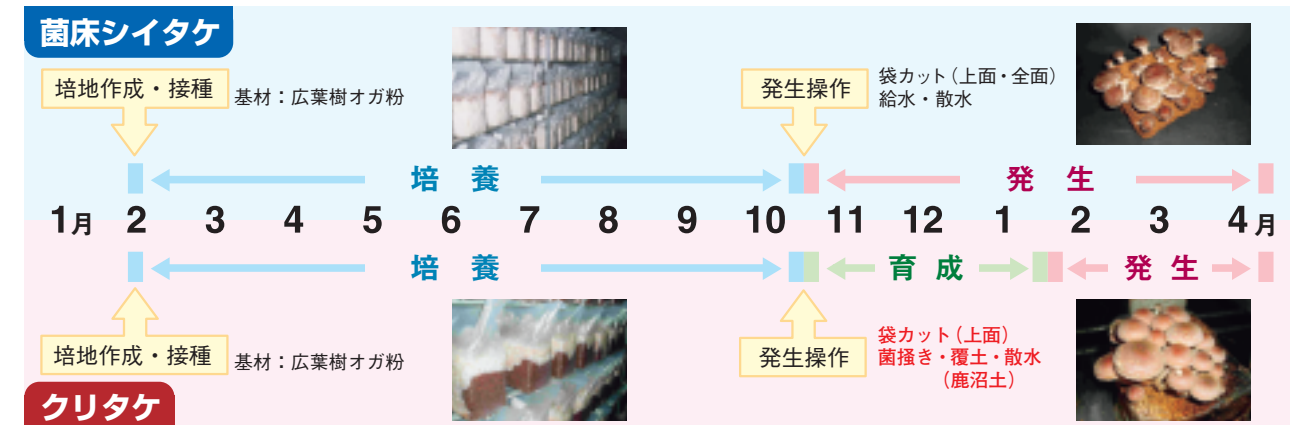 菌床シイタケ
培地作成・接種
基材：広葉樹オガ粉
発生操作
袋カット（上面・全面）
給水・散水
培養
発生
1月 2 3 4 5 6 7 8 9 10 11 12 1 2 3 4月
培養
育成
発生
培地作成・接種
基材：広葉樹オガ粉
発生操作
袋カット（上面）
菌掻き・覆土・散水
（鹿沼土）
クリタケ